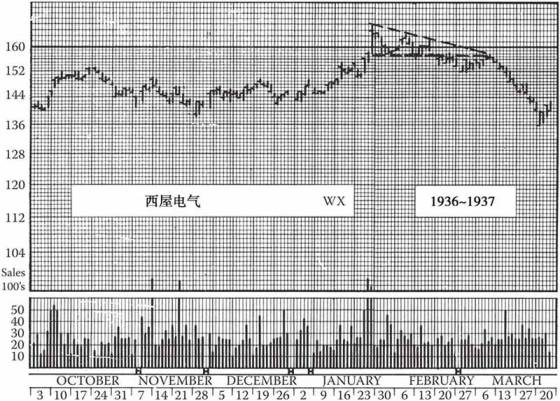 160
152
144
136
128
120
西屋电气 WX 1936~1937
112
104
Sales
100's
50
40
30
20
10
OCTOBER NOVEMBER DECEMBER JANUARY FEBRUARY MARCH
3 10 17 24 31 7 14 21 28 5 12 19 26 2 9 16 23 30 6 13 20 27 6 13 27 20